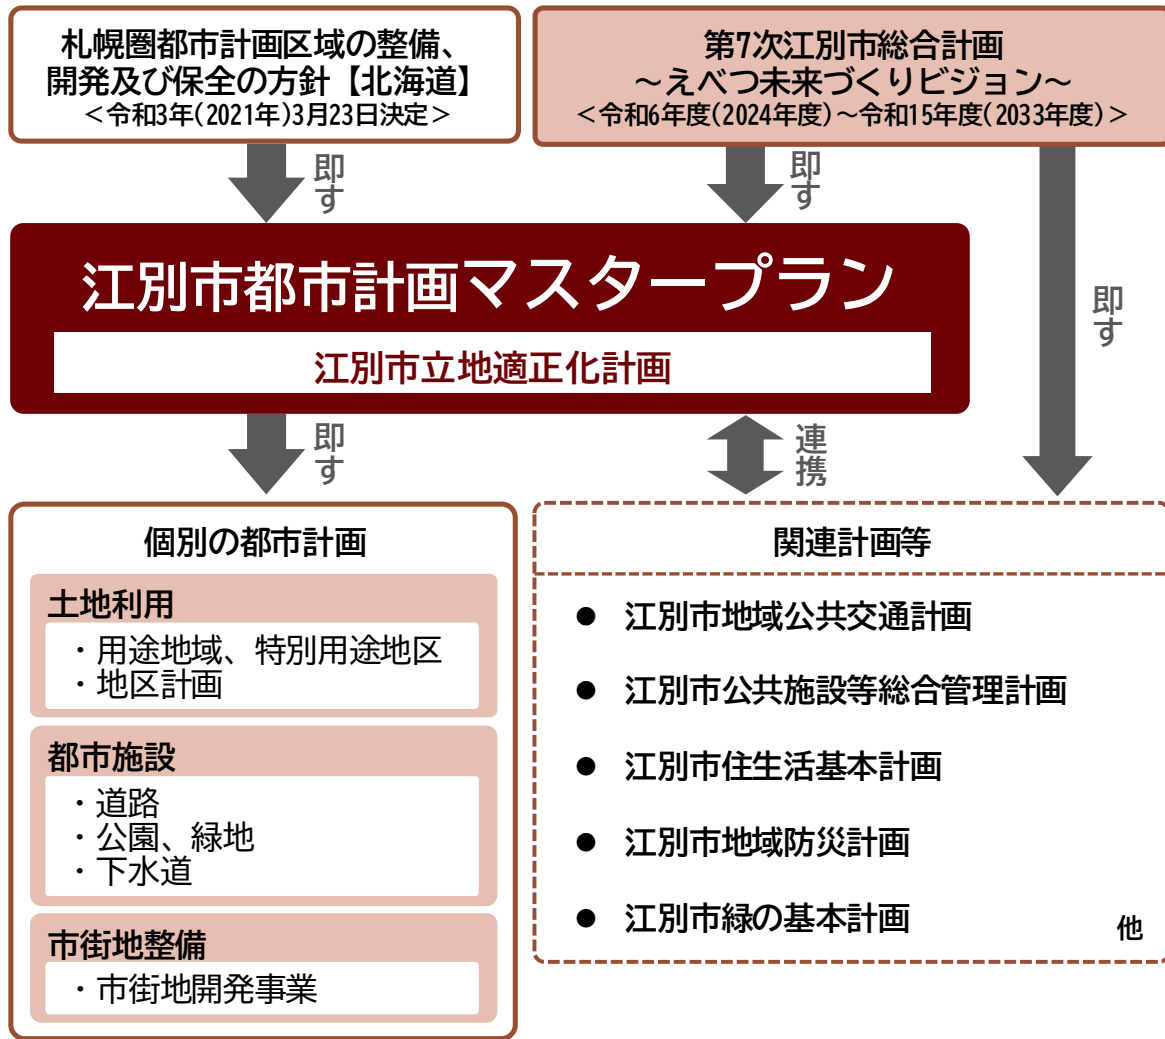 札幌圏都市計画区域の整備、
開発及び保全の方針【北海道】
＜令和3年(2021年)3月23日決定＞
第7次江別市総合計画
～えべつ未来づくりビジョン～
＜令和6年度(2024年度)～令和15年度(2033年度)＞
即す
即す
即す
江別市都市計画マスタープラン
江別市立地適正化計画
即す
連携
個別の都市計画
土地利用
・用途地域、特別用途地区
・地区計画
都市施設
・道路
・公園、緑地
・下水道
市街地整備
・市街地開発事業
関連計画等
● 江別市地域公共交通計画
● 江別市公共施設等総合管理計画
● 江別市住生活基本計画
● 江別市地域防災計画
● 江別市緑の基本計画
他